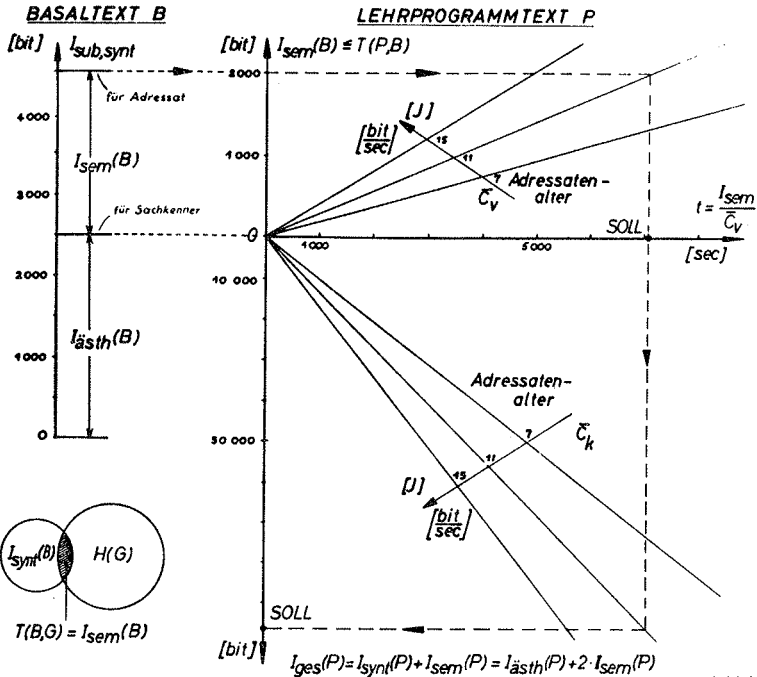 BASALTEXT B
[bit]
I_sub,synt
für Adressat
4000
I_sem(B)
3000
für Sachkenner
2000
I_ästh(B)
1000
0
I_synt(B)
H(G)
T(B,G) = I_sem(B)
LEHRPROGRAMMTEXT P
[bit]
I_sem(B) ≤ T(P,B)
2000
[J]
[bit/sec]
15
11
7
1000
Adressaten-
alter
C̄_v
t = I_sem/C̄_v
SOLL
0
1000
5000
[sec]
10 000
Adressaten-
alter
C̄_k
7
11
15
50 000
[J]
[bit/sec]
SOLL
[bit]
I_ges(P) = I_synt(P) + I_sem(P) = I_ästh(P) + 2 · I_sem(P)